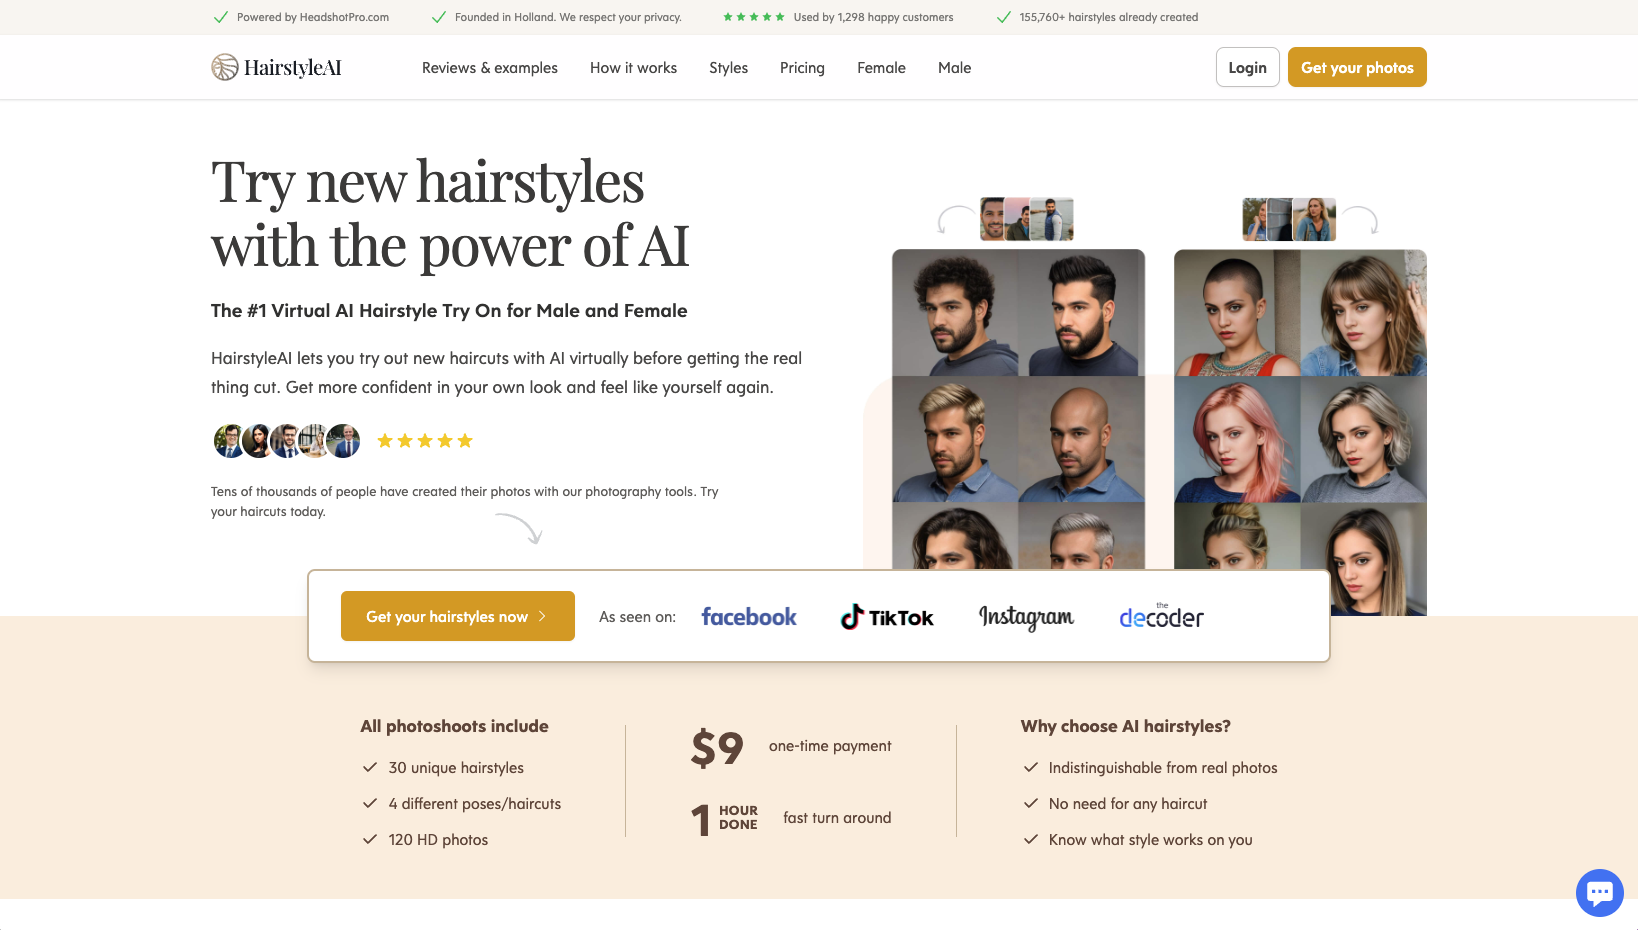 Powered by HeadshotPro.com
Founded in Holland. We respect your privacy.
Used by 1,298 happy customers
155,760+ hairstyles already created
HairstyleAI
Reviews & examples
How it works
Styles
Pricing
Female
Male
Login
Get your photos
Try new hairstyles
with the power of AI
The #1 Virtual AI Hairstyle Try On for Male and Female
HairstyleAI lets you try out new haircuts with AI virtually before getting the real
thing cut. Get more confident in your own look and feel like yourself again.
Tens of thousands of people have created their photos with our photography tools. Try
your haircuts today.
Get your hairstyles now
As seen on:
facebook
TikTok
Instagram
the
decoder
All photoshoots include
30 unique hairstyles
4 different poses/haircuts
120 HD photos
$9
one-time payment
1 HOUR
DONE
fast turn around
Why choose AI hairstyles?
Indistinguishable from real photos
No need for any haircut
Know what style works on you